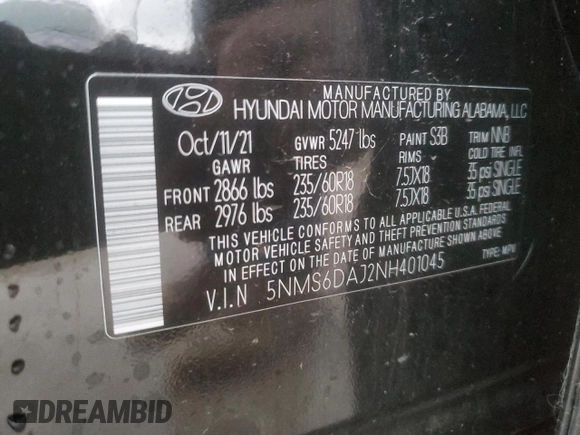 MANUFACTURED BY
HYUNDAI MOTOR MANUFACTURING ALABAMA, LLC
Oct/11/21 GVWR 5247 lbs PAINT S3B TRIM NNB
GAWR TIRES RIMS COLD TIRE INFL
FRONT 2866 lbs 235/60R18 7.5JX18 35 psi SINGLE
REAR 2976 lbs 235/60R18 7.5JX18 35 psi SINGLE
THIS VEHICLE CONFORMS TO ALL APPLICABLE U.S.A. FEDERAL
MOTOR VEHICLE SAFETY AND THEFT PREVENTION STANDARDS
IN EFFECT ON THE DATE OF MANUFACTURE SHOWN ABOVE.
V.I.N 5NMS6DAJ2NH401045 TYPE: MPV
DREAMBID